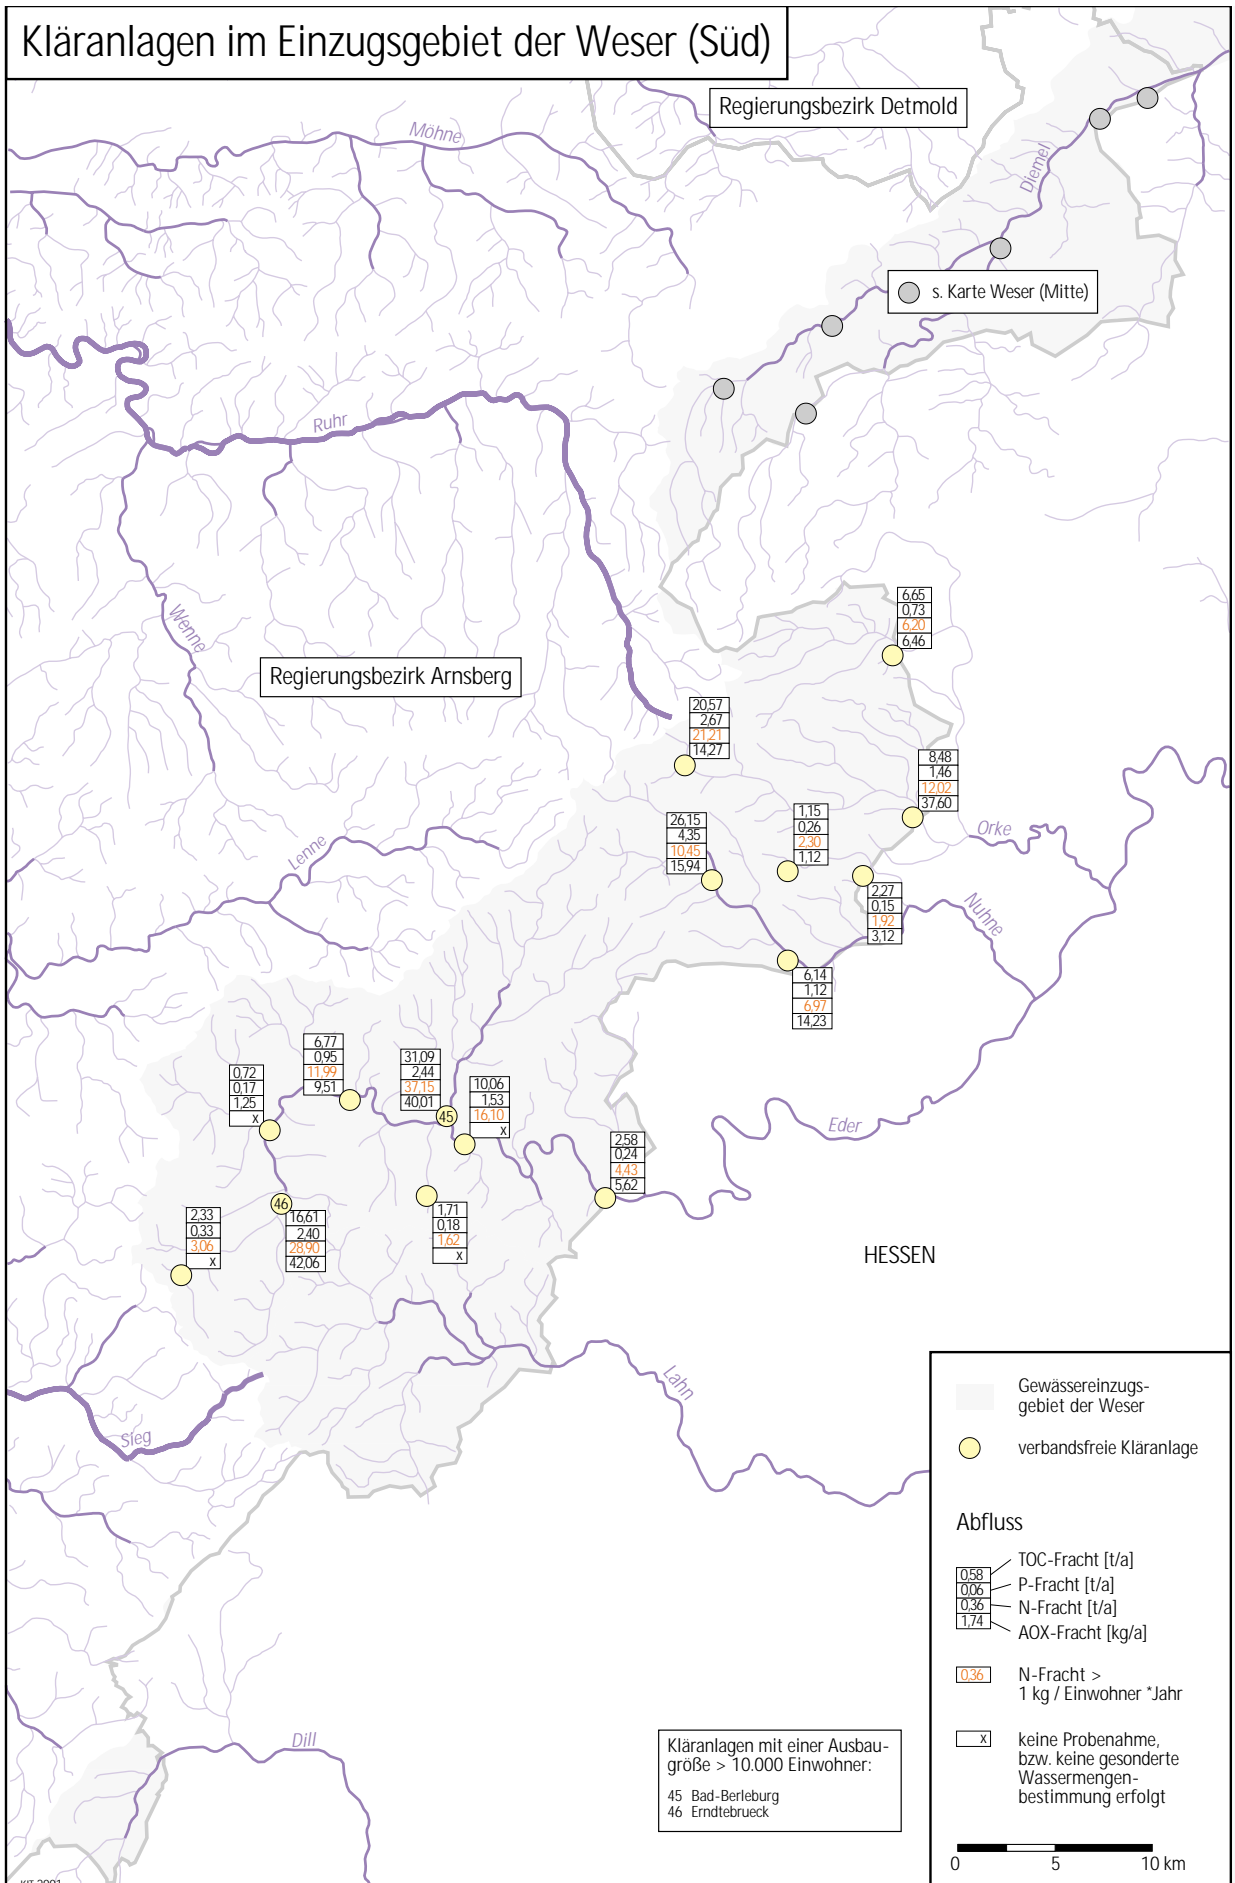 Kläranlagen im Einzugsgebiet der Weser (Süd)
Regierungsbezirk Detmold
Möhne
Diemel
s. Karte Weser (Mitte)
Ruhr
Wenne
Regierungsbezirk Arnsberg
6,65
0,73
6,20
6,46
20,57
2,67
21,21
14,27
8,48
1,46
12,02
37,60
26,15
4,35
10,45
15,94
1,15
0,26
2,30
1,12
Orke
Lenne
2,27
0,15
1,92
3,12
Nuhne
6,14
1,12
6,97
14,23
6,77
0,95
11,99
9,51
31,09
2,44
37,15
40,01
0,72
0,17
1,25
x
10,06
1,53
16,10
x
45
Eder
2,58
0,24
4,43
5,62
46
16,61
2,40
28,90
42,06
1,71
0,18
1,62
x
2,33
0,33
3,06
x
HESSEN
Lahn
Sieg
Dill
Gewässereinzugs-
gebiet der Weser
verbandsfreie Kläranlage
Abfluss
0,58
0,06
0,36
1,74
TOC-Fracht [t/a]
P-Fracht [t/a]
N-Fracht [t/a]
AOX-Fracht [kg/a]
0,36
N-Fracht >
1 kg / Einwohner *Jahr
x
keine Probenahme,
bzw. keine gesonderte
Wassermengen-
bestimmung erfolgt
0 5 10 km
Kläranlagen mit einer Ausbau-
größe > 10.000 Einwohner:
45 Bad-Berleburg
46 Erndtebrueck